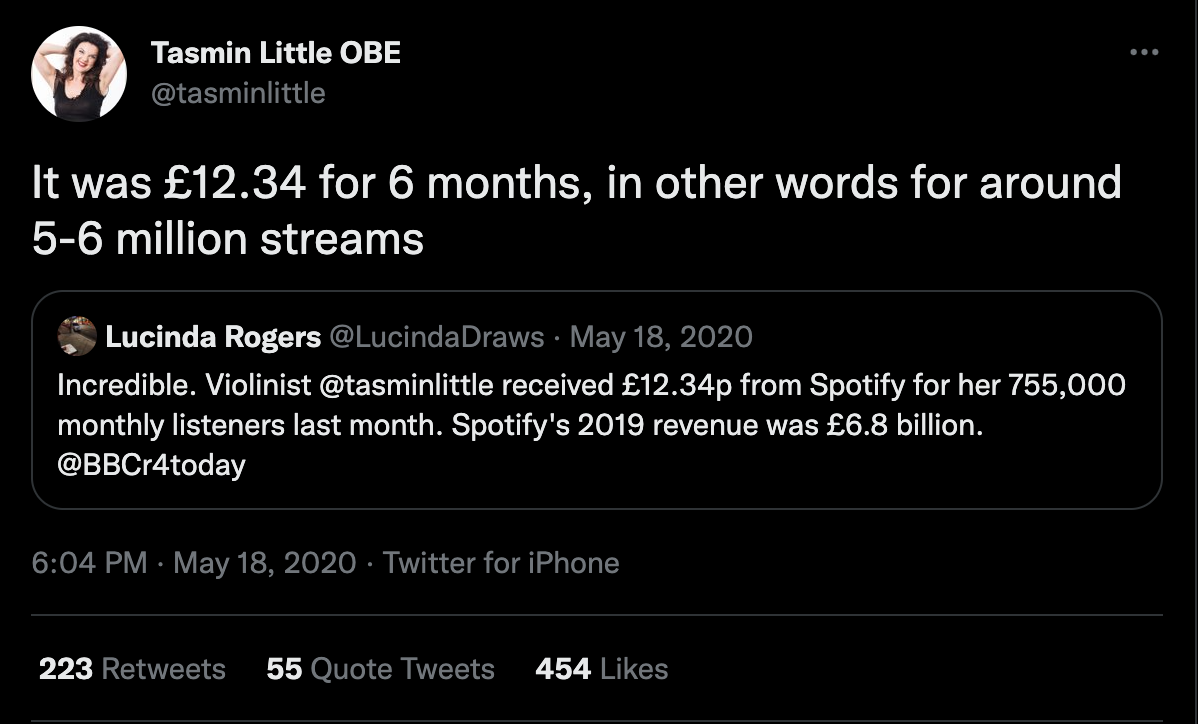 Tasmin Little OBE
@tasminlittle
It was £12.34 for 6 months, in other words for around
5-6 million streams
Lucinda Rogers @LucindaDraws · May 18, 2020
Incredible. Violinist @tasminlittle received £12.34p from Spotify for her 755,000
monthly listeners last month. Spotify's 2019 revenue was £6.8 billion.
@BBCr4today
6:04 PM · May 18, 2020 · Twitter for iPhone
223 Retweets 55 Quote Tweets 454 Likes